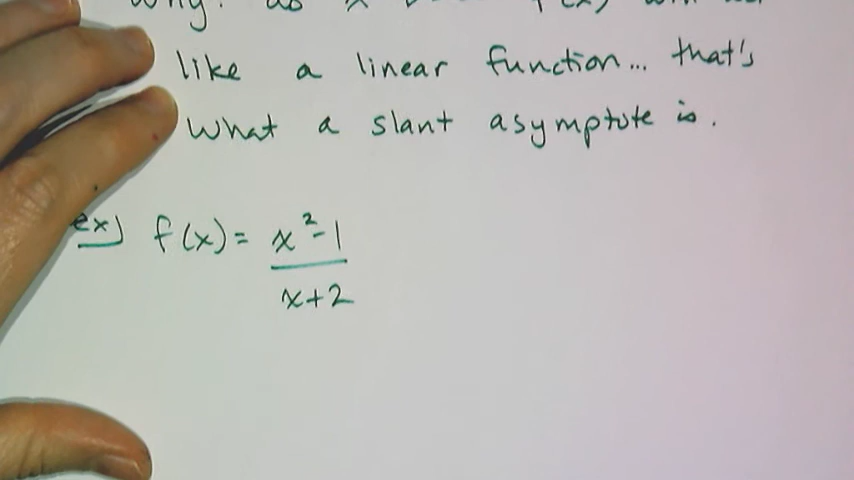 like a linear function... that's
what a slant asymptote is.
ex) f(x) = x²-1
x+2